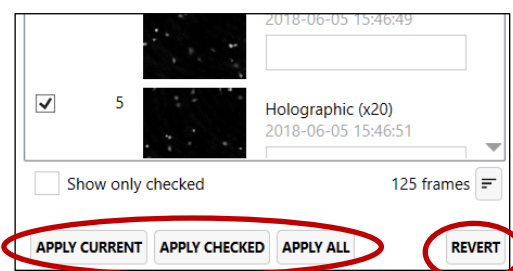 2018-06-05 15:46:49
5
Holographic (x20)
2018-06-05 15:46:51
Show only checked
125 frames
APPLY CURRENT APPLY CHECKED APPLY ALL REVERT